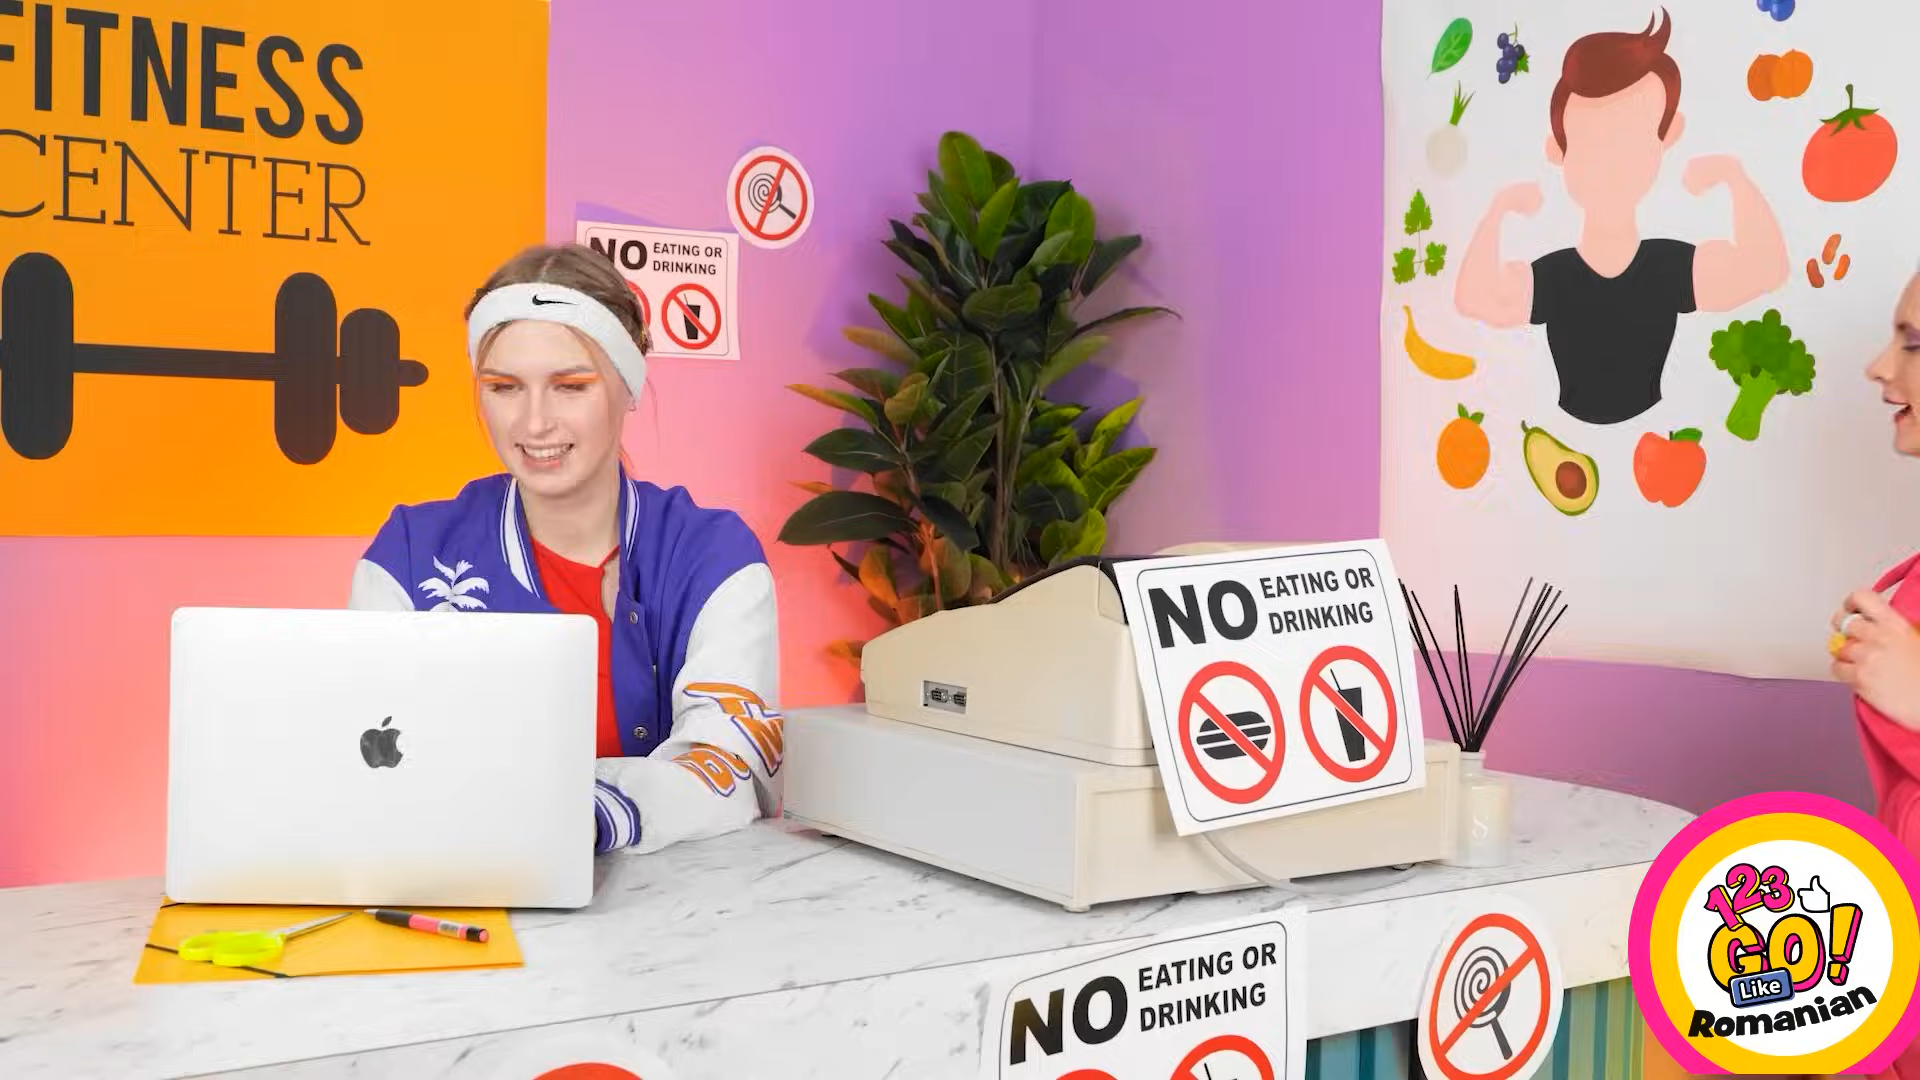 FITNESS
CENTER
NO EATING OR
DRINKING
NO EATING OR
DRINKING
NO EATING OR
DRINKING
123
GO!
Like
Romanian